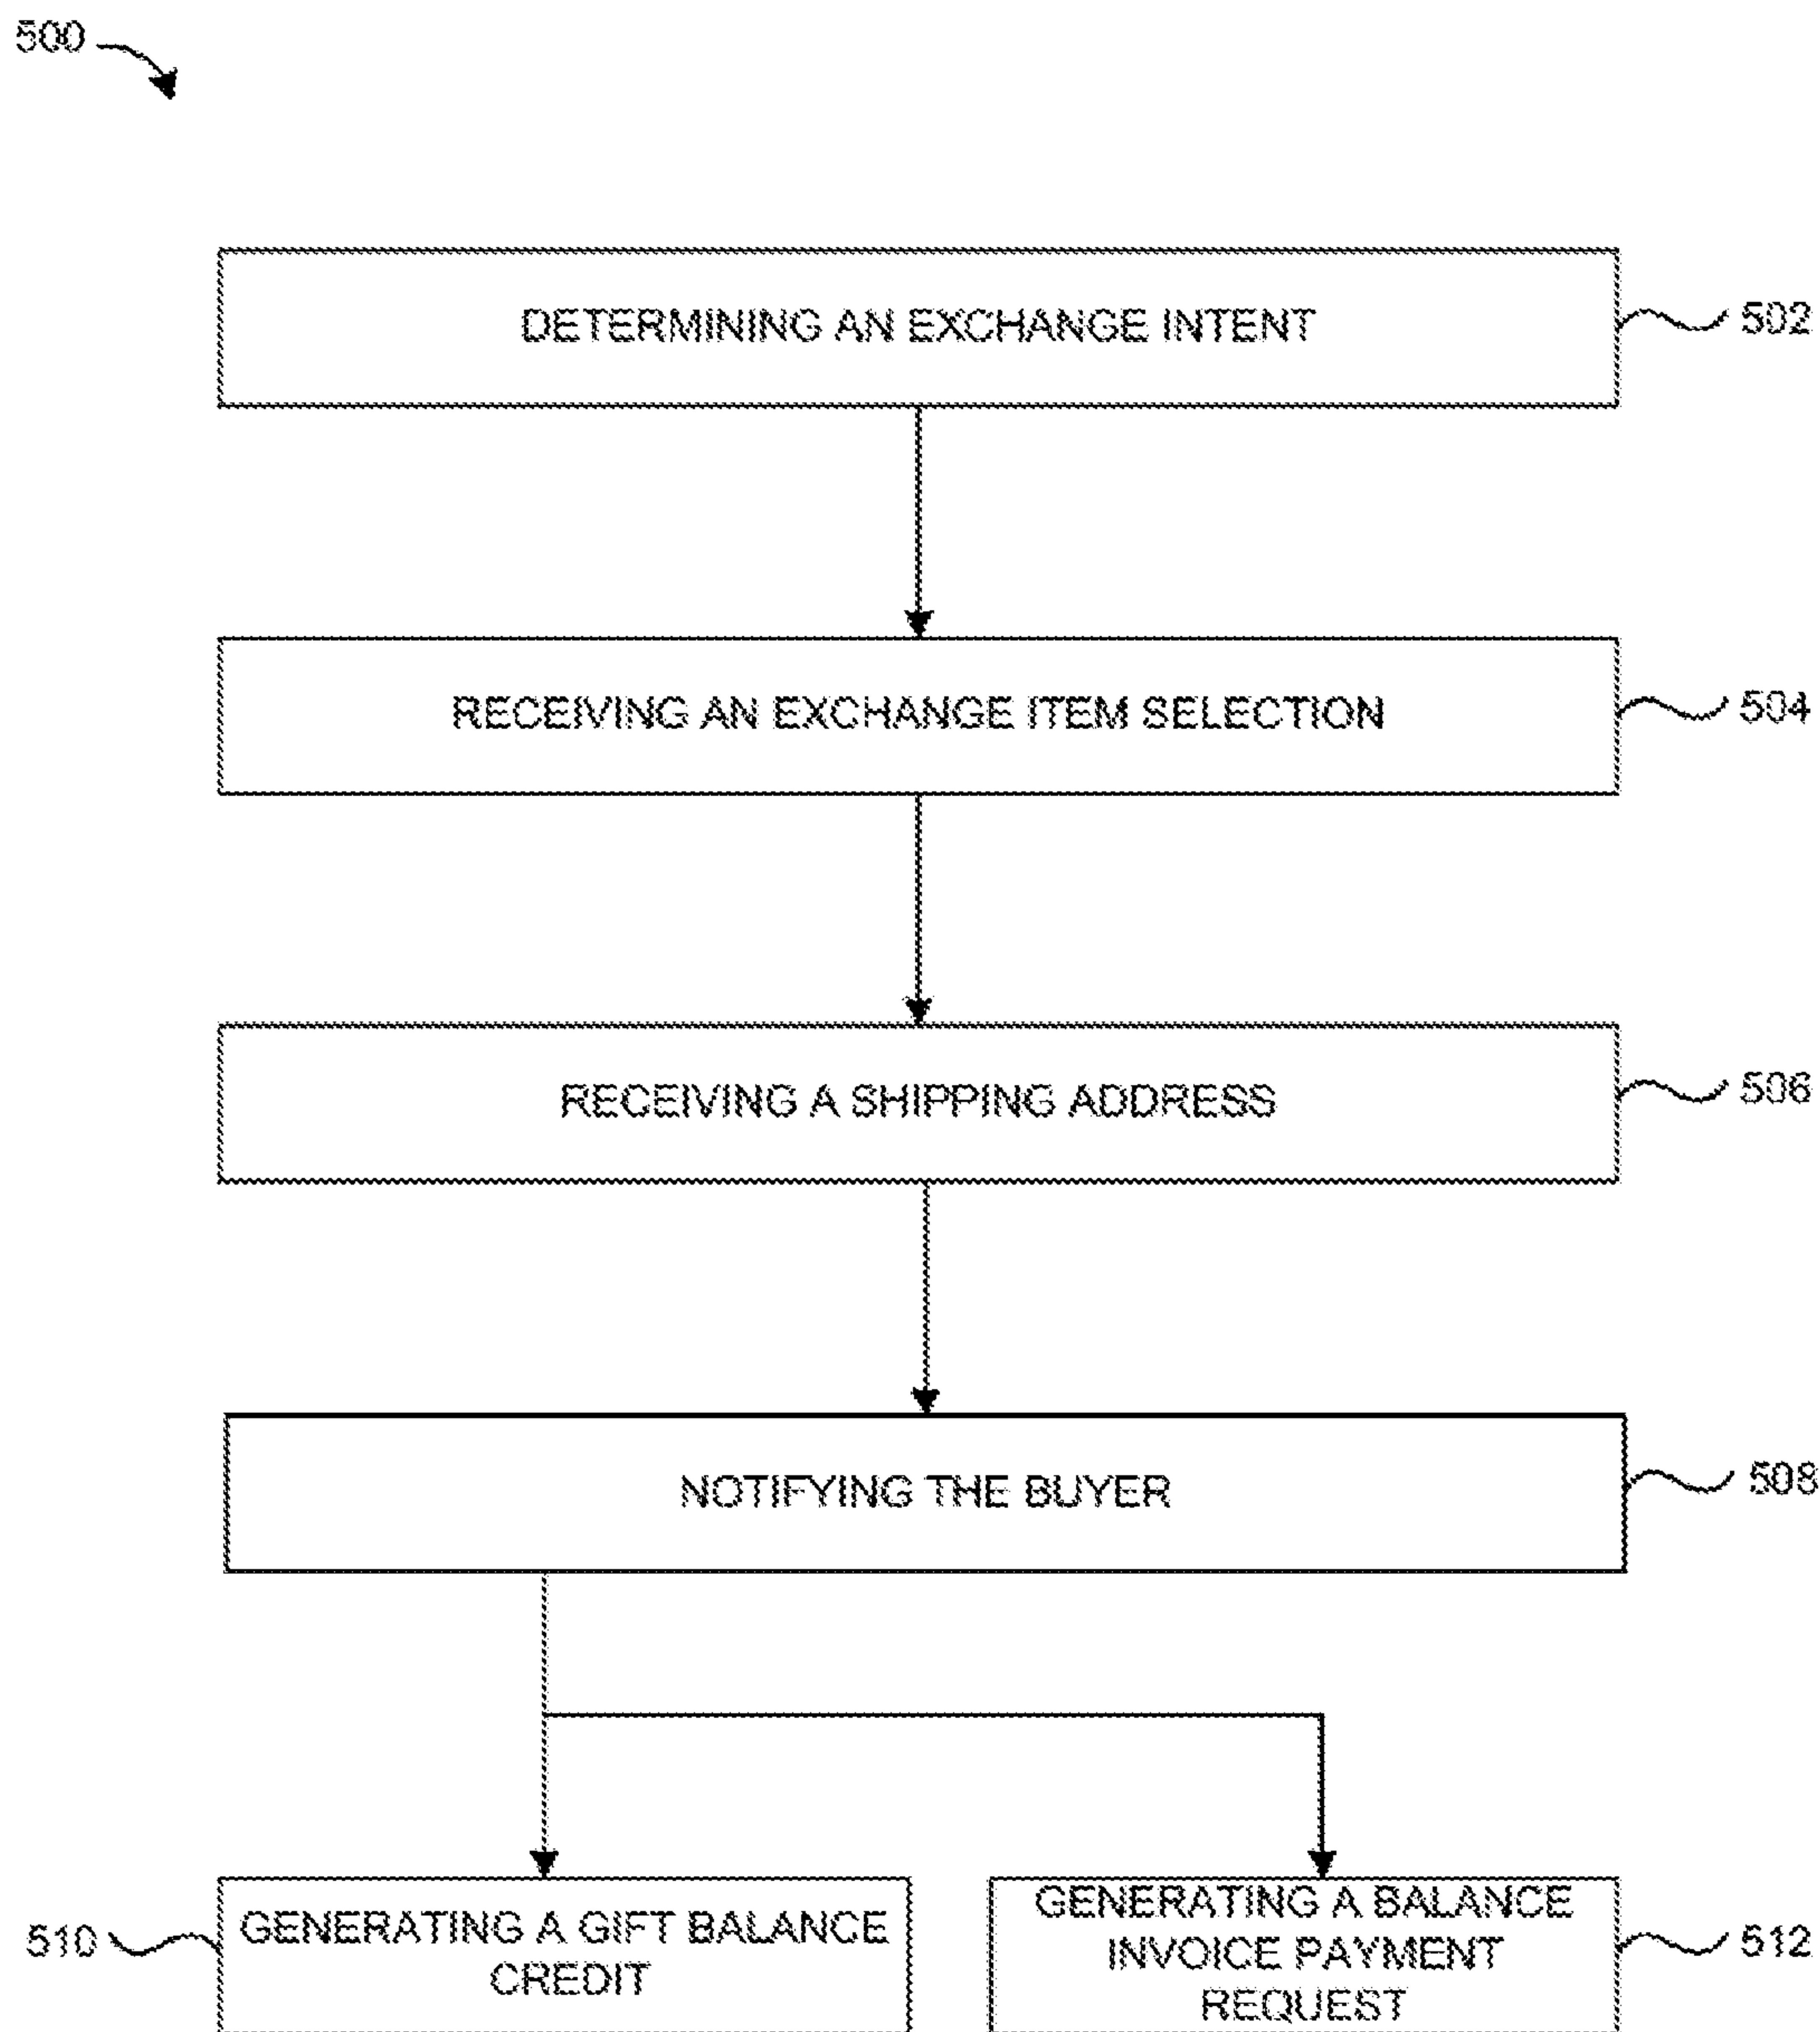 500
DETERMINING AN EXCHANGE INTENT
502
RECEIVING AN EXCHANGE ITEM SELECTION
504
RECEIVING A SHIPPING ADDRESS
506
NOTIFYING THE BUYER
508
510
GENERATING A GIFT BALANCE
CREDIT
GENERATING A BALANCE
INVOICE PAYMENT
REQUEST
512